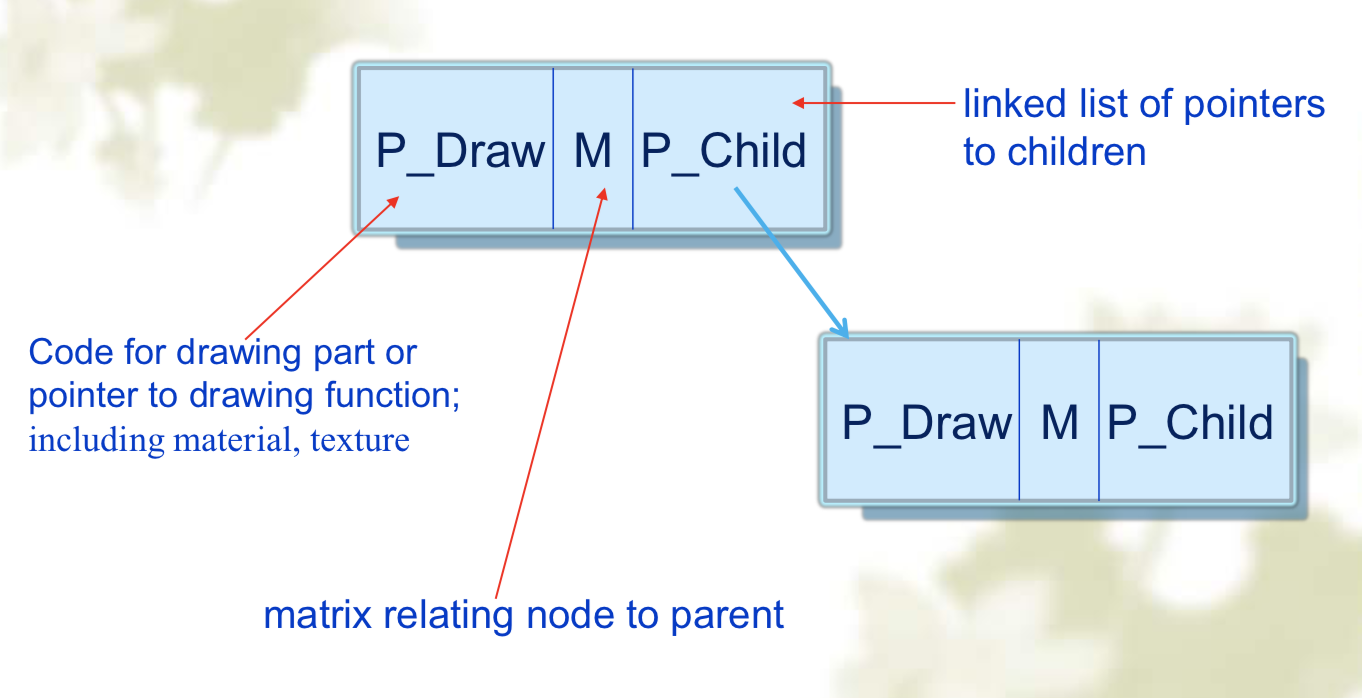 P_Draw M P_Child
linked list of pointers
to children
Code for drawing part or
pointer to drawing function;
including material, texture
P_Draw M P_Child
matrix relating node to parent